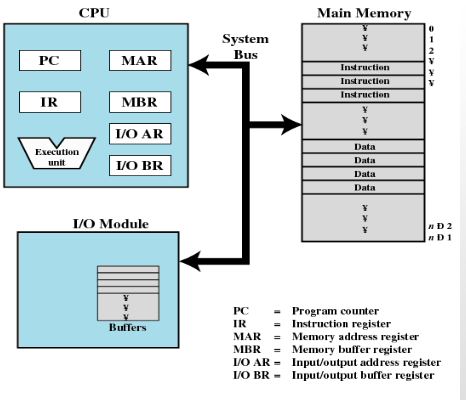 CPU
PC
MAR
IR
MBR
I/O AR
Execution
unit
I/O BR
System
Bus
Main Memory
¥
¥
¥
Instruction
Instruction
Instruction
¥
¥
¥
Data
Data
Data
Data
¥
¥
¥
0
1
2
¥
¥
¥
n Ð 2
n Ð 1
I/O Module
¥
¥
¥
Buffers
PC = Program counter
IR = Instruction register
MAR = Memory address register
MBR = Memory buffer register
I/O AR = Input/output address register
I/O BR = Input/output buffer register